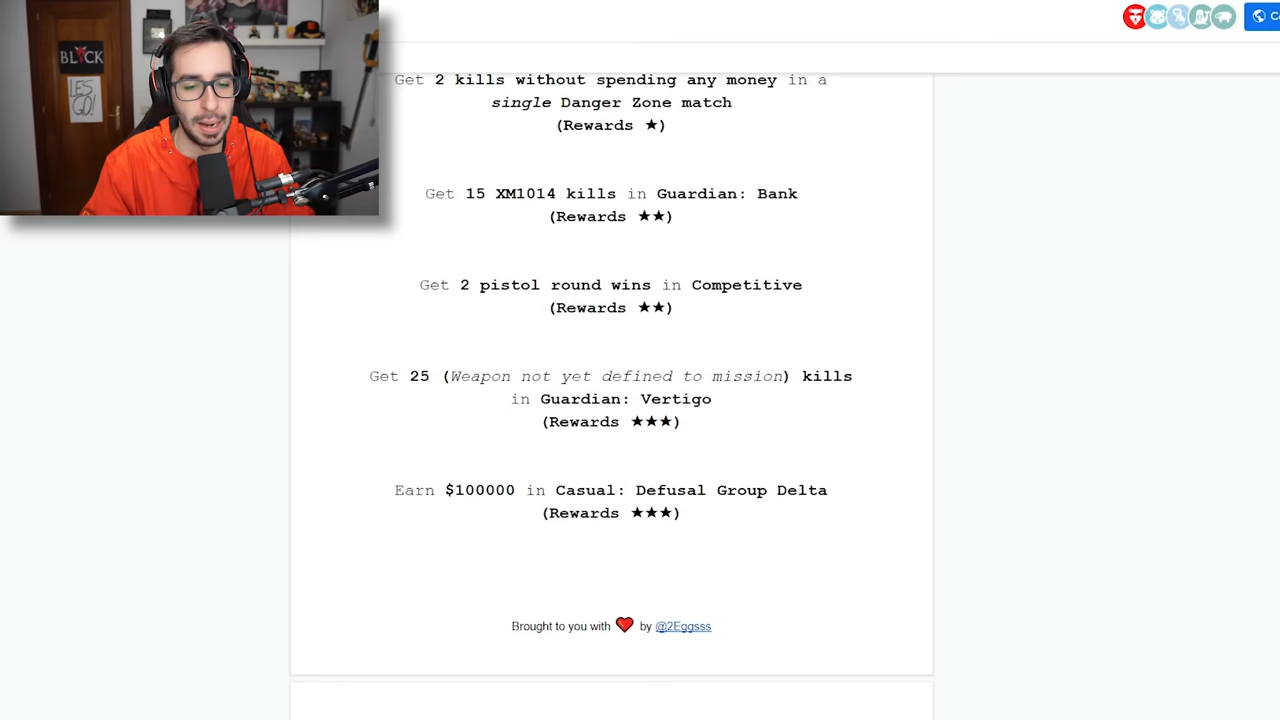 BLVCK
LES
GO!
Get 2 kills without spending any money in a
single Danger Zone match
(Rewards ★)
Get 15 XM1014 kills in Guardian: Bank
(Rewards ★★)
Get 2 pistol round wins in Competitive
(Rewards ★★)
Get 25 (Weapon not yet defined to mission) kills
in Guardian: Vertigo
(Rewards ★★★)
Earn $100000 in Casual: Defusal Group Delta
(Rewards ★★★)
Brought to you with ❤ by @2Eggsss